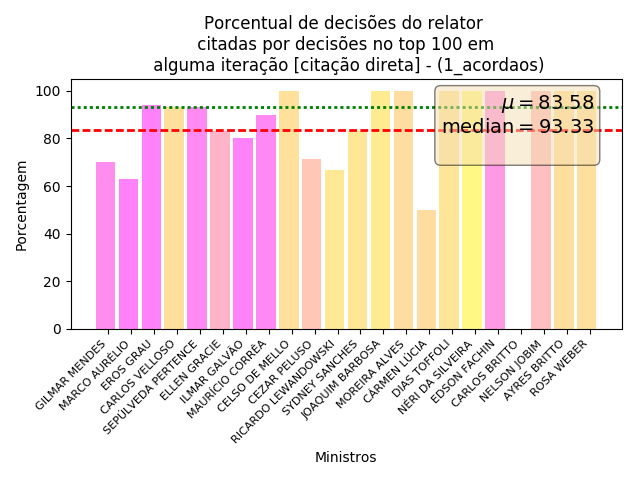 Porcentual de decisões do relator
citadas por decisões no top 100 em
alguma iteração [citação direta] - (1_acordaos)
μ = 83.58
median = 93.33
Porcentagem
100
80
60
40
20
0
GILMAR MENDES
MARCO AURÉLIO
EROS GRAU
CARLOS VELLOSO
SEPÚLVEDA PERTENCE
ELLEN GRACIE
ILMAR GALVÃO
MAURÍCIO CORRÊA
CELSO DE MELLO
CEZAR PELUSO
RICARDO LEWANDOWSKI
SYDNEY SANCHES
JOAQUIM BARBOSA
MOREIRA ALVES
CÁRMEN LÚCIA
DIAS TOFFOLI
NÉRI DA SILVEIRA
EDSON FACHIN
CARLOS BRITTO
NELSON JOBIM
AYRES BRITTO
ROSA WEBER
Ministros